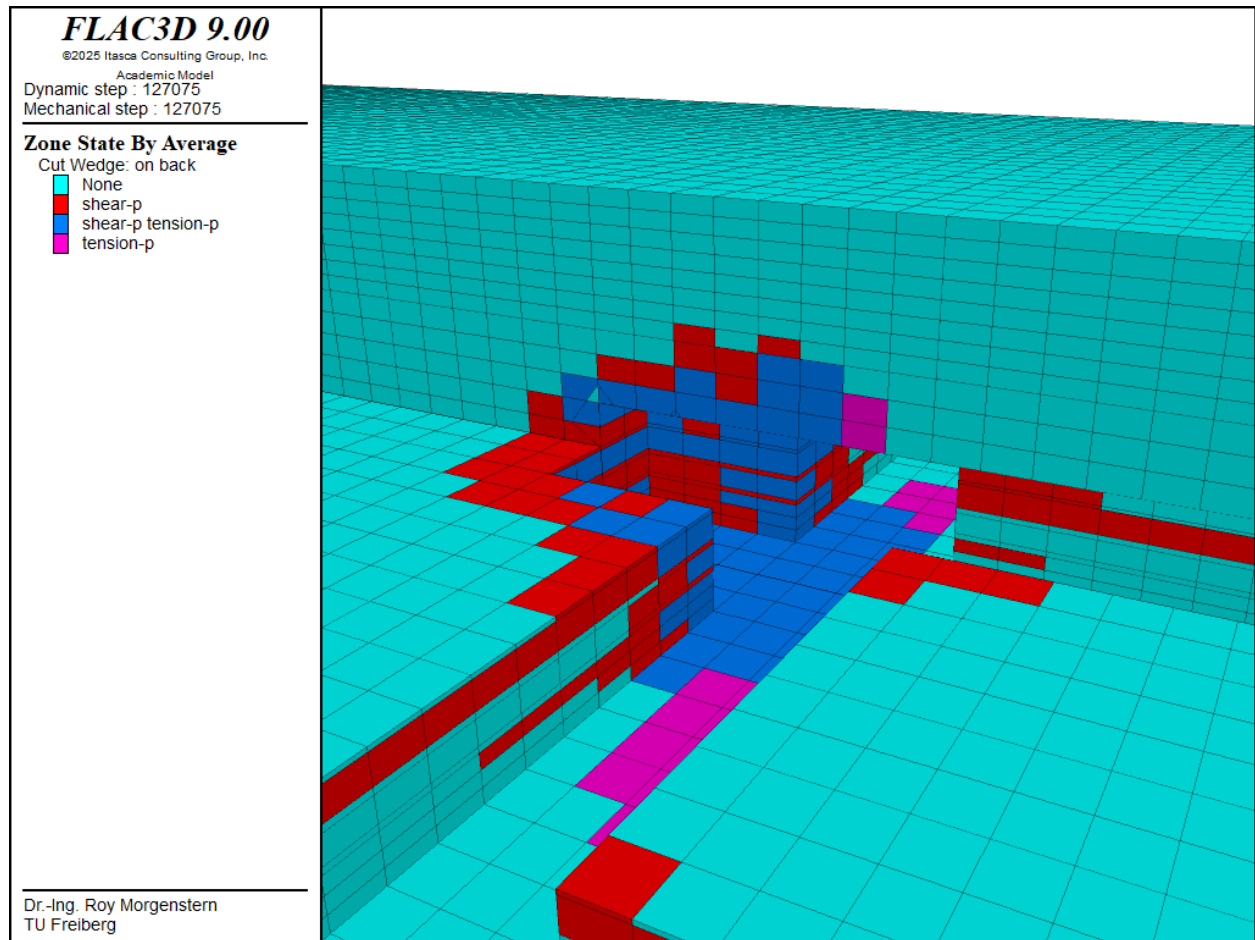 FLAC3D 9.00
©2025 Itasca Consulting Group, Inc.
Academic Model
Dynamic step : 127075
Mechanical step : 127075
Zone State By Average
Cut Wedge: on back
None
shear-p
shear-p tension-p
tension-p
Dr.-Ing. Roy Morgenstern
TU Freiberg